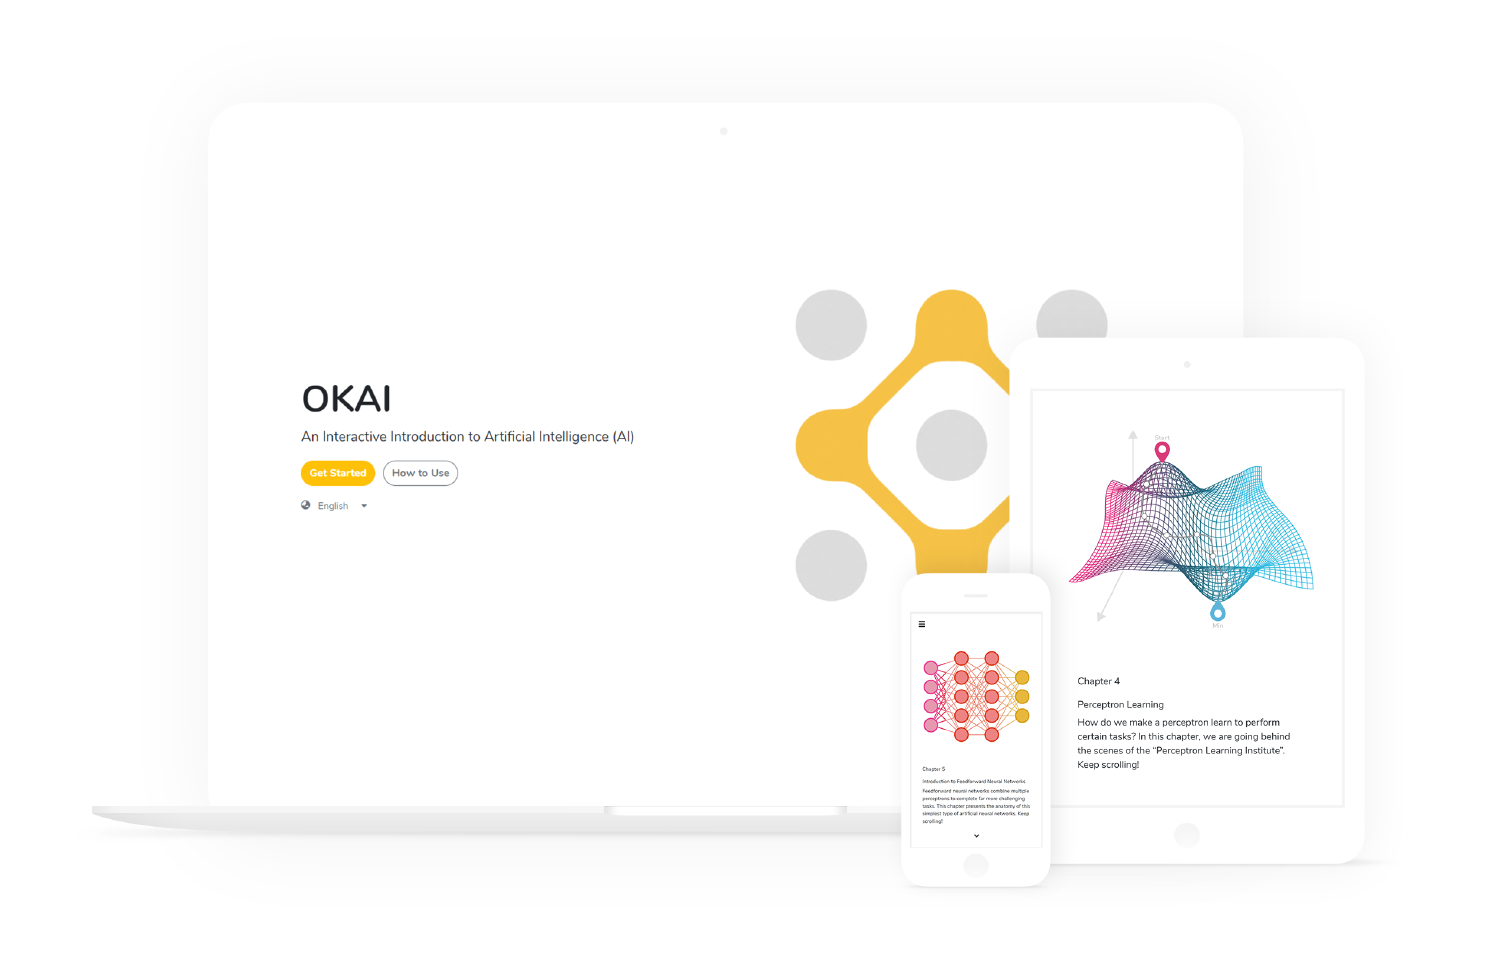 OKAI
An Interactive Introduction to Artificial Intelligence (AI)
Get Started
How to Use
English
Start
Min
Chapter 4
Perceptron Learning
How do we make a perceptron learn to perform
certain tasks? In this chapter, we are going behind
the scenes of the “Perceptron Learning Institute”.
Keep scrolling!
Chapter 5
Introduction to Feedforward Neural Networks
Feedforward neural networks combine multiple
perceptrons to complete far more challenging
tasks. This chapter presents the anatomy of this
simplest type of artificial neural networks. Keep
scrolling!